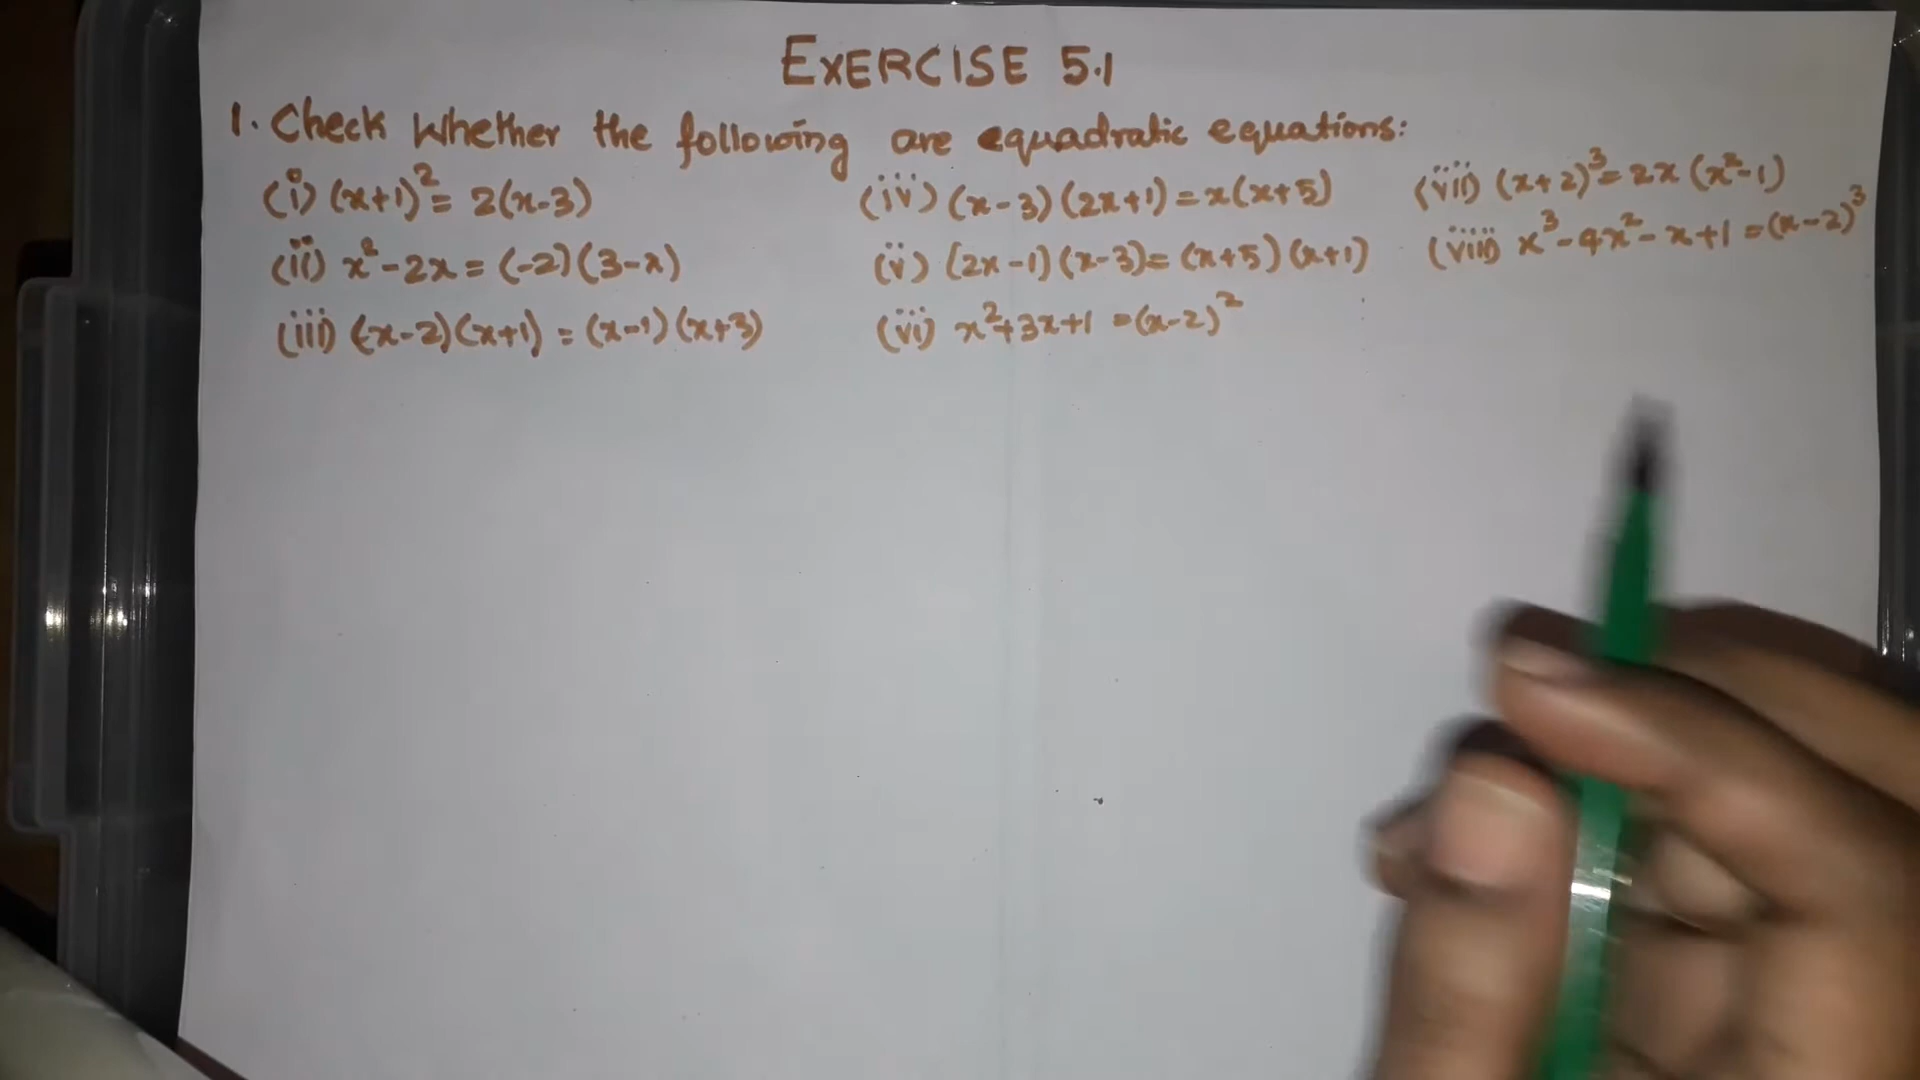 EXERCISE 5.1
1. Check whether the following are equadratic equations:
(i) (x+1)² = 2(x-3)
(ii) x² - 2x = (-2)(3-x)
(iii) (x-2)(x+1) = (x-1)(x+3)
(iv) (x-3)(2x+1) = x(x+5)
(v) (2x-1)(x-3) = (x+5)(x+1)
(vi) x²+3x+1 = (x-2)²
(vii) (x+2)³ = 2x(x²-1)
(viii) x³-4x²-x+1 = (x-2)³